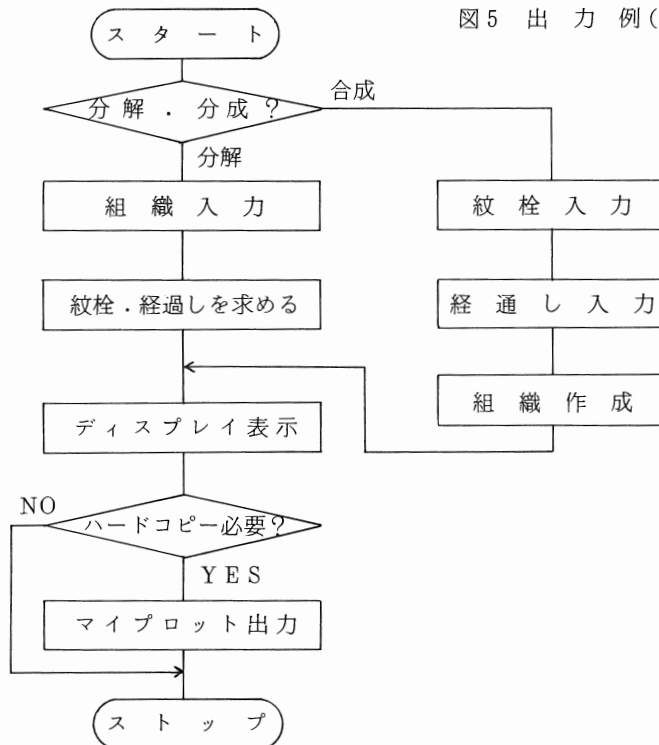 図5 出力例(
スタート
分解.分成?
合成
分解
組織入力
紋栓入力
紋栓.経過しを求める
経通し入力
組織作成
ディスプレイ表示
NO
ハードコピー必要?
YES
マイプロット出力
ストップ